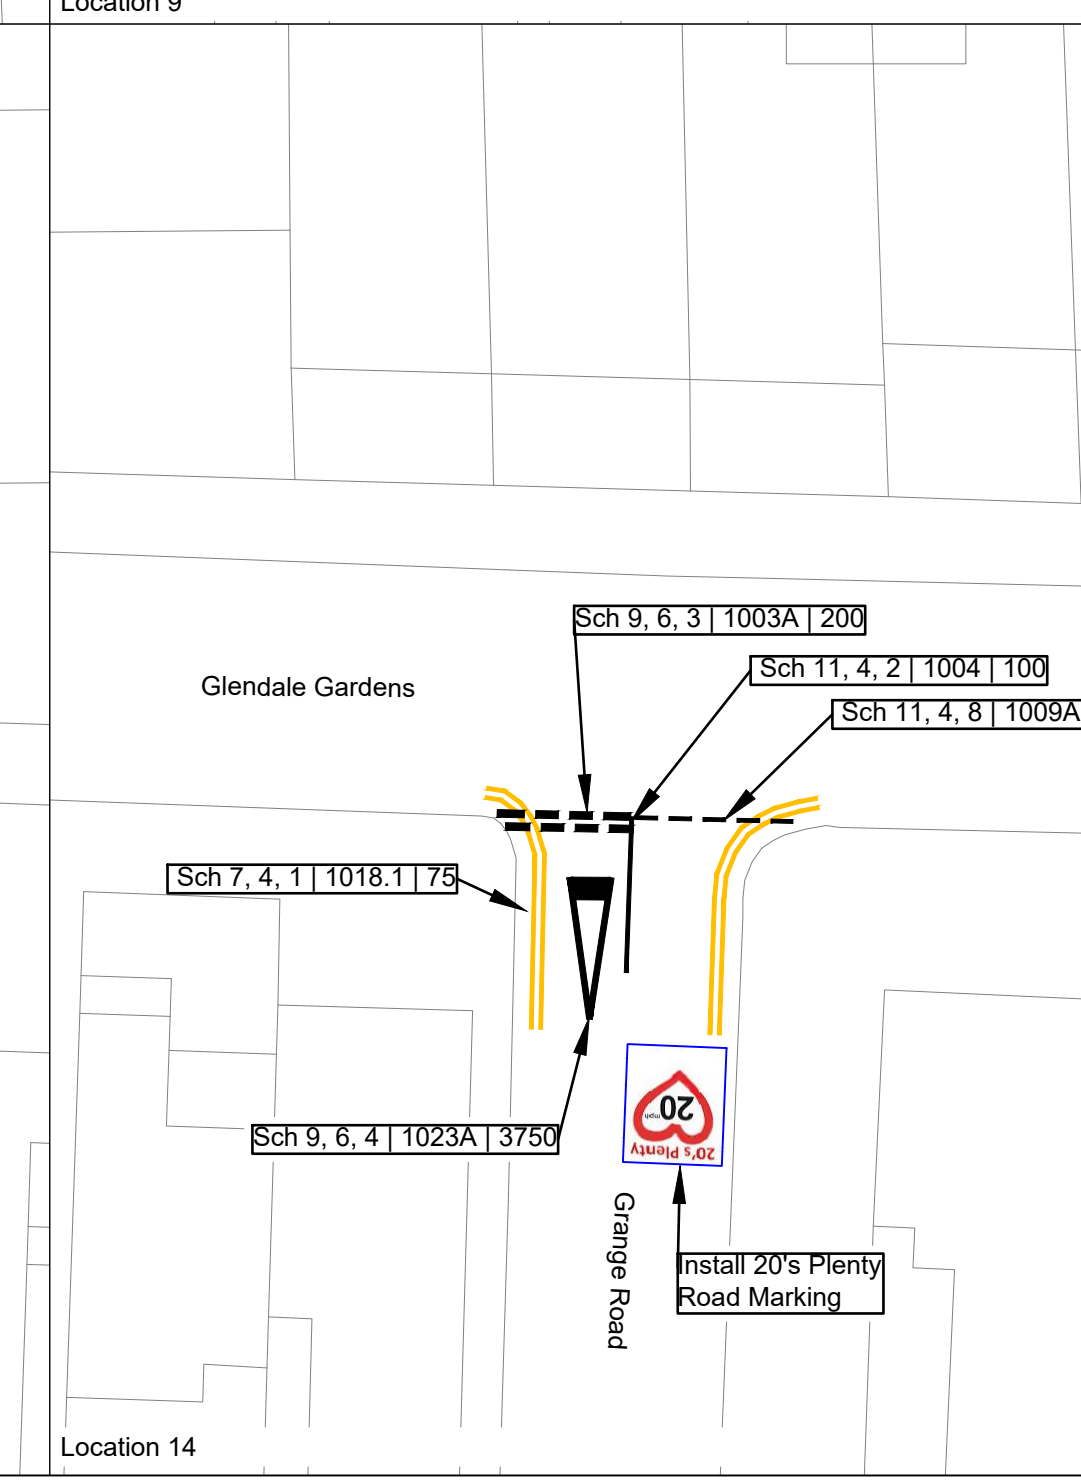 Location 9
Sch 9, 6, 3 | 1003A | 200
Sch 11, 4, 2 | 1004 | 100
Glendale Gardens
Sch 11, 4, 8 | 1009A
Sch 7, 4, 1 | 1018.1 | 75
20
mph
20's Plenty
Sch 9, 6, 4 | 1023A | 3750
Grange Road
Install 20's Plenty
Road Marking
Location 14